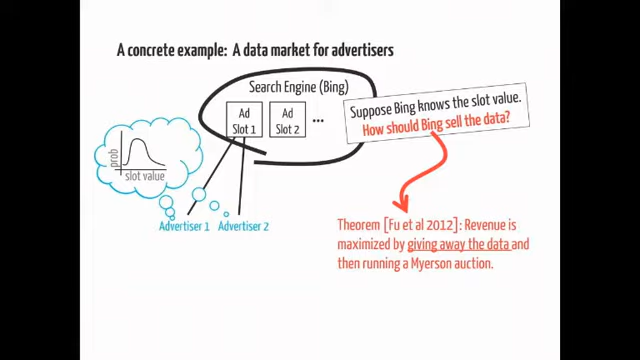 A concrete example: A data market for advertisers
Search Engine (Bing)
Ad
Slot 1
Ad
Slot 2
...
Suppose Bing knows the slot value.
How should Bing sell the data?
prob
slot value
Advertiser 1
Advertiser 2
Theorem [Fu et al 2012]: Revenue is
maximized by giving away the data and
then running a Myerson auction.